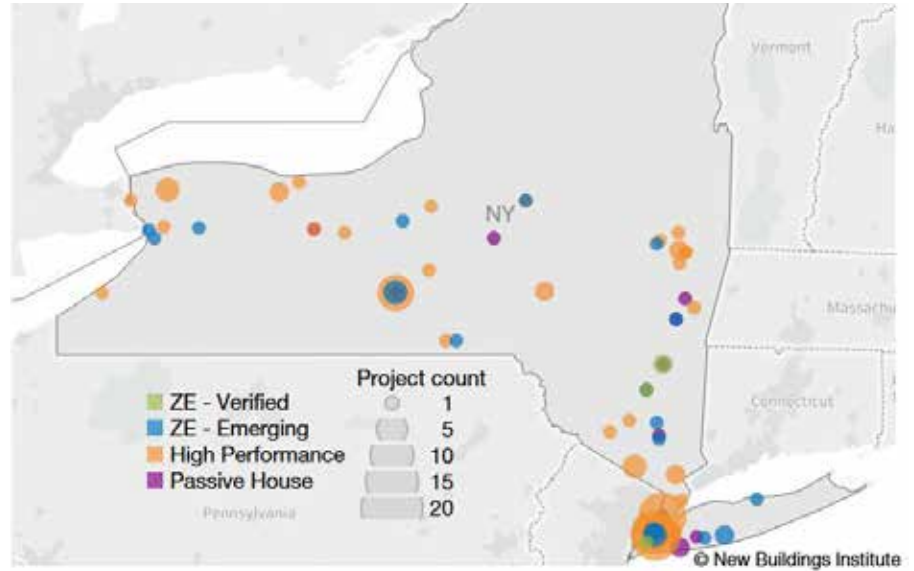 Vermont
Ha
NY
Massachu
Connecticut
Pennsylvania
Project count
1
5
10
15
20
ZE - Verified
ZE - Emerging
High Performance
Passive House
© New Buildings Institute